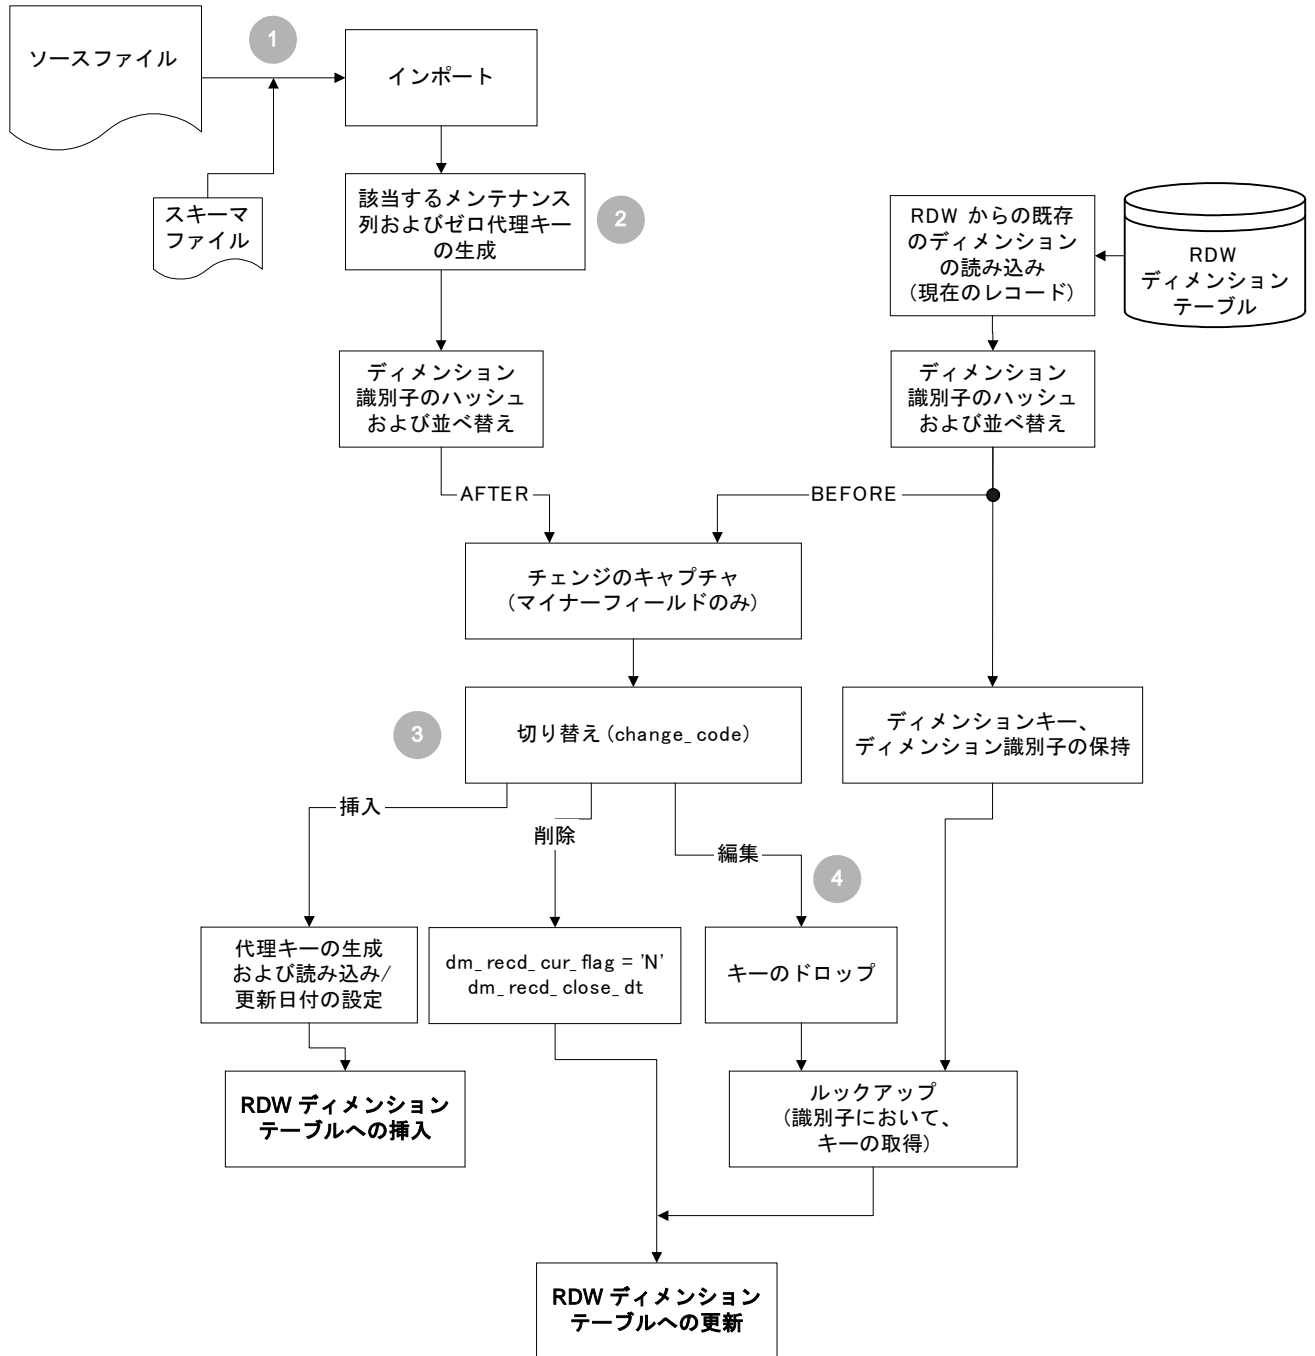 ソースファイル
1
インポート
スキーマ
ファイル
該当するメンテナンス
列およびゼロ代理キー
の生成
2
RDW からの既存
のディメンション
の読み込み
(現在のレコード)
RDW
ディメンション
テーブル
ディメンション
識別子のハッシュ
および並べ替え
ディメンション
識別子のハッシュ
および並べ替え
AFTER
BEFORE
チェンジのキャプチャ
(マイナーフィールドのみ)
3
切り替え (change_code)
ディメンションキー、
ディメンション識別子の保持
挿入
削除
編集
4
代理キーの生成
および読み込み/
更新日付の設定
dm_recd_cur_flag = 'N'
dm_recd_close_dt
キーのドロップ
RDW ディメンション
テーブルへの挿入
ルックアップ
(識別子において、
キーの取得)
RDW ディメンション
テーブルへの更新